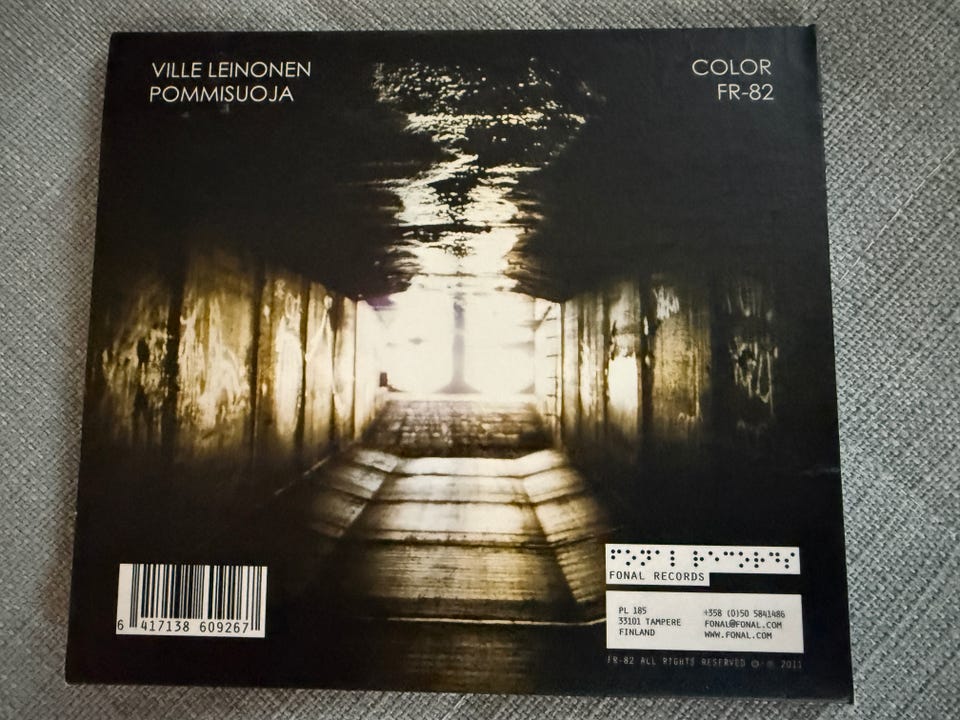 VILLE LEINONEN
POMMISUOJA
COLOR
FR-82
FONAL RECORDS
PL 185
33101 TAMPERE
FINLAND
+358 (0)50 5841486
FONAL@FONAL.COM
WWW.FONAL.COM
FR-82 ALL RIGHTS RESERVED © ℗ 2011
6 417138 609267